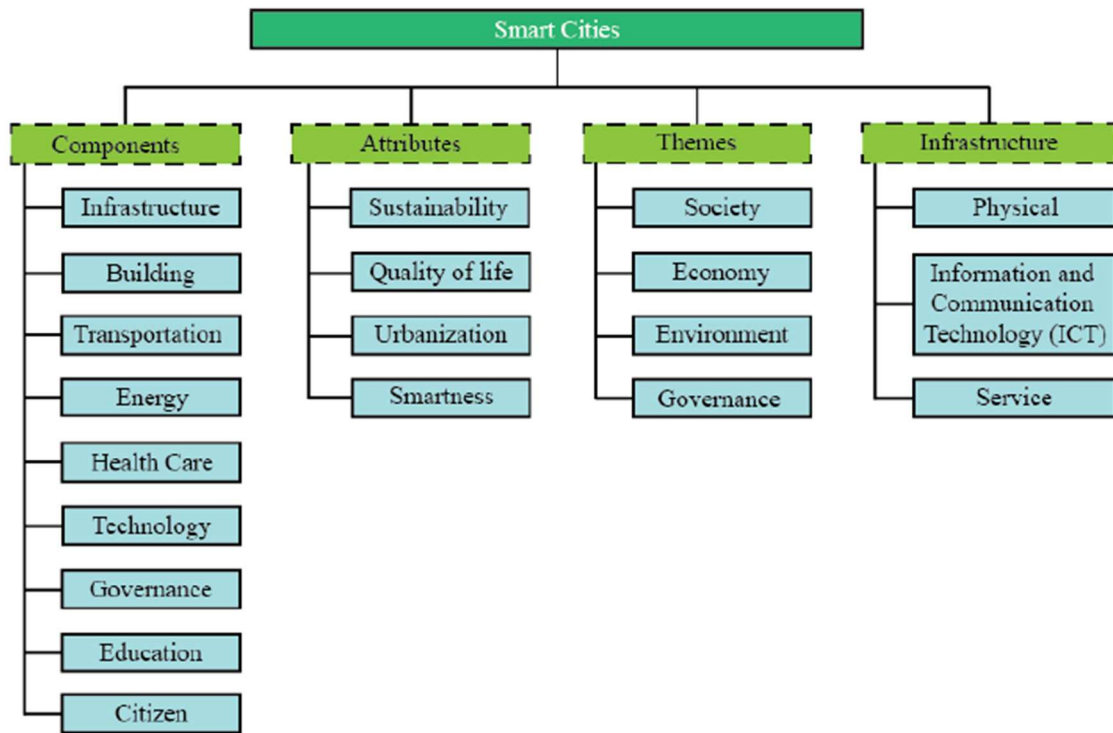 Smart Cities
Components
Infrastructure
Building
Transportation
Energy
Health Care
Technology
Governance
Education
Citizen
Attributes
Sustainability
Quality of life
Urbanization
Smartness
Themes
Society
Economy
Environment
Governance
Infrastructure
Physical
Information and
Communication
Technology (ICT)
Service